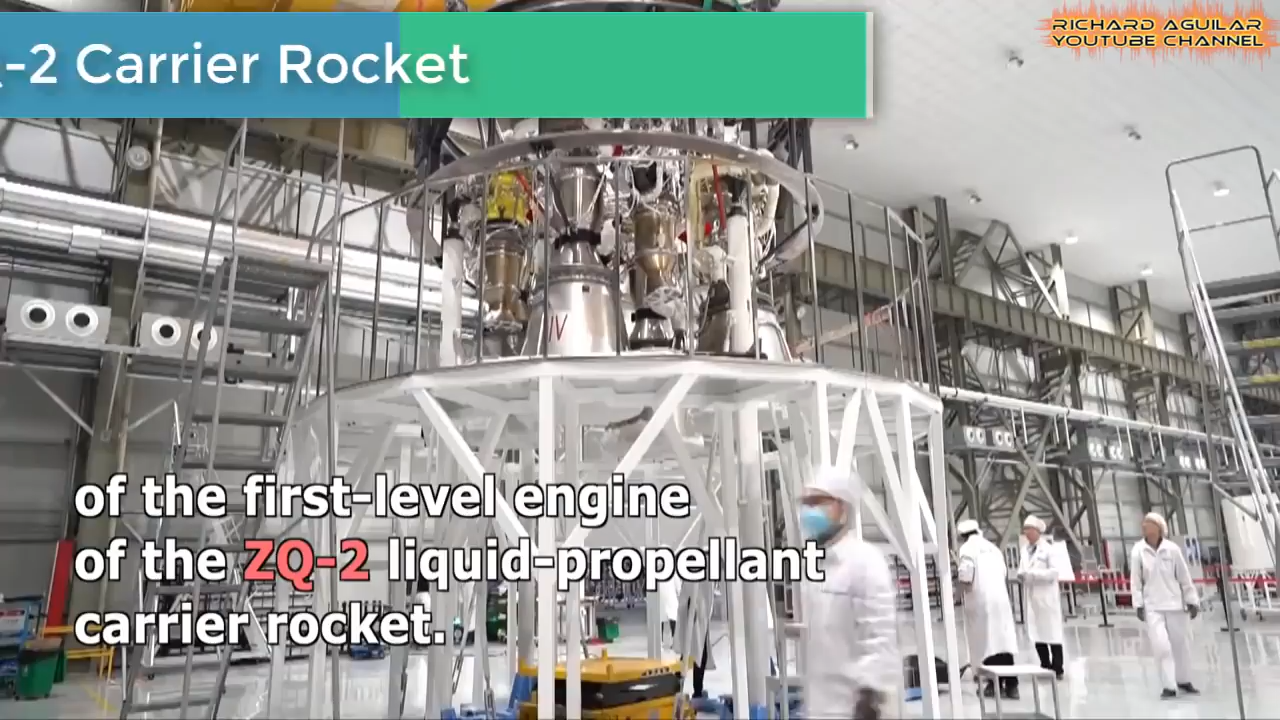 -2 Carrier Rocket
RICHARD AGUILAR
YOUTUBE CHANNEL
IV
of the first-level engine
of the ZQ-2 liquid-propellant
carrier rocket.